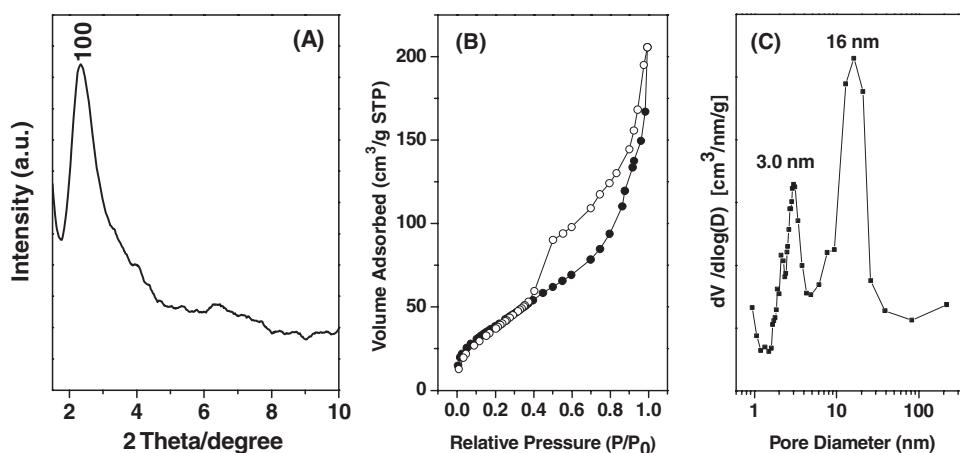 (A)
100
Intensity (a.u.)
2 4 6 8 10
2 Theta/degree
(B)
Volume Adsorbed (cm³/g STP)
200
150
100
50
0
0.0 0.2 0.4 0.6 0.8 1.0
Relative Pressure (P/P₀)
(C)
16 nm
3.0 nm
dV /dlog(D) [cm³/nm/g]
1 10 100
Pore Diameter (nm)